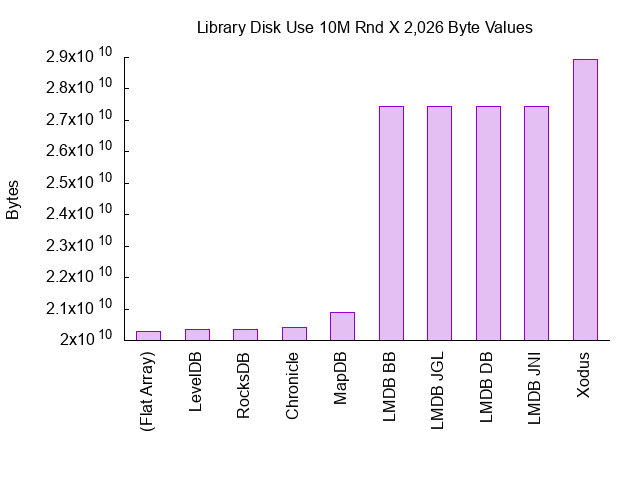 Library Disk Use 10M Rnd X 2,026 Byte Values
2.9x10 10
2.8x10 10
2.7x10 10
2.6x10 10
2.5x10 10
2.4x10 10
2.3x10 10
2.2x10 10
2.1x10 10
2x10 10
Bytes
(Flat Array)
LevelDB
RocksDB
Chronicle
MapDB
LMDB BB
LMDB JGL
LMDB DB
LMDB JNI
Xodus